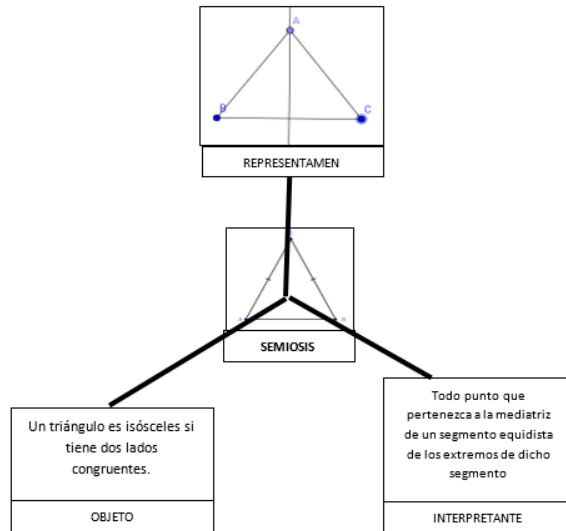 A
B
C
REPRESENTAMEN
A
B
SEMIOSIS
Un triángulo es isósceles si
tiene dos lados
congruentes.
OBJETO
Todo punto que
pertenezca a la mediatriz
de un segmento equidista
de los extremos de dicho
segmento
INTERPRETANTE